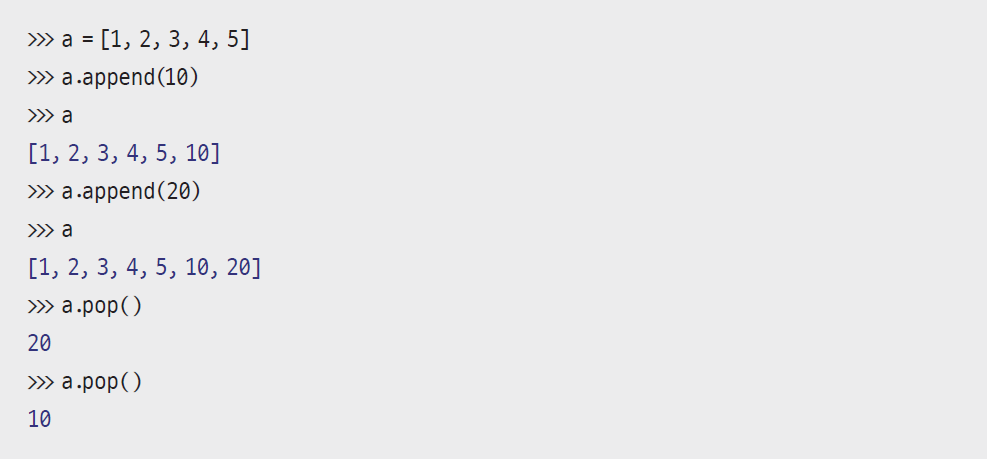 >>> a = [1, 2, 3, 4, 5]
>>> a.append(10)
>>> a
[1, 2, 3, 4, 5, 10]
>>> a.append(20)
>>> a
[1, 2, 3, 4, 5, 10, 20]
>>> a.pop()
20
>>> a.pop()
10